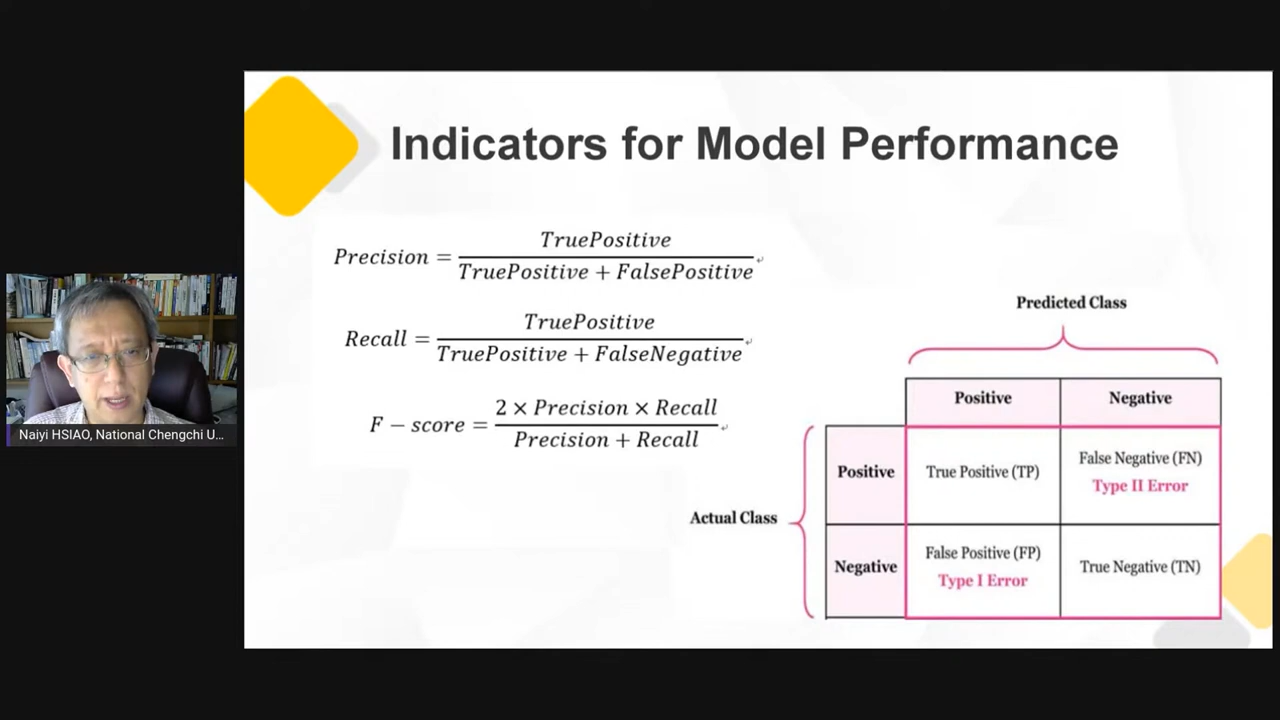 Indicators for Model Performance
Precision = TruePositive / TruePositive + FalsePositive
Recall = TruePositive / TruePositive + FalseNegative
F − score = 2 × Precision × Recall / Precision + Recall
Predicted Class
Positive Negative
Actual Class
Positive
True Positive (TP)
False Negative (FN)
Type II Error
Negative
False Positive (FP)
Type I Error
True Negative (TN)
Naiyi HSIAO, National Chengchi U...